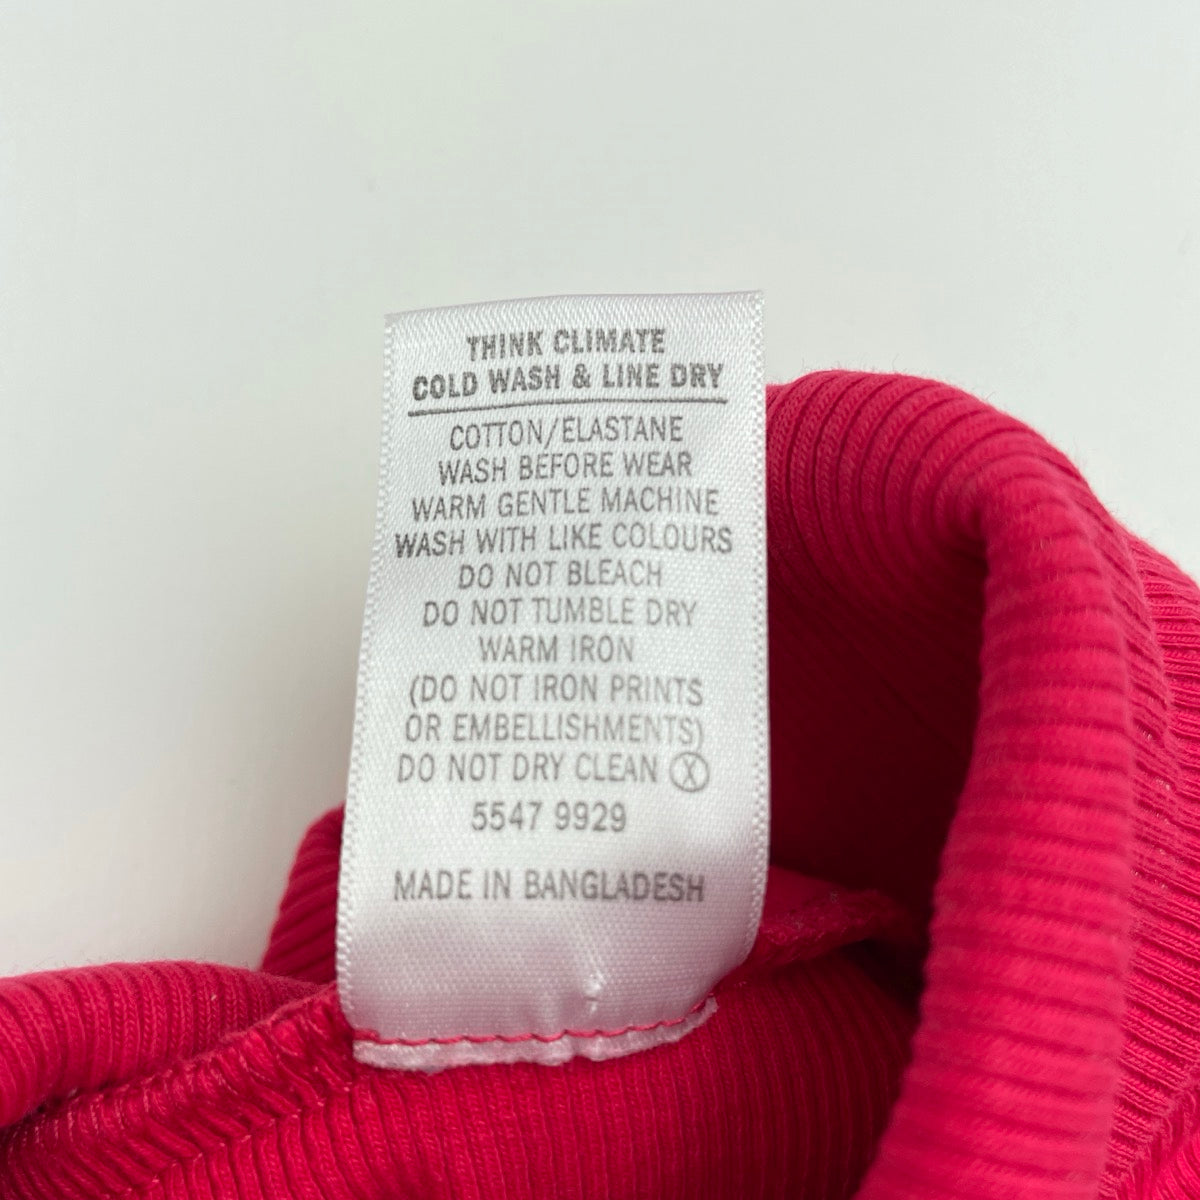 THINK CLIMATE
COLD WASH & LINE DRY
COTTON/ELASTANE
WASH BEFORE WEAR
WARM GENTLE MACHINE
WASH WITH LIKE COLOURS
DO NOT BLEACH
DO NOT TUMBLE DRY
WARM IRON
(DO NOT IRON PRINTS
OR EMBELLISHMENTS)
DO NOT DRY CLEAN Ⓧ
5547 9929
MADE IN BANGLADESH